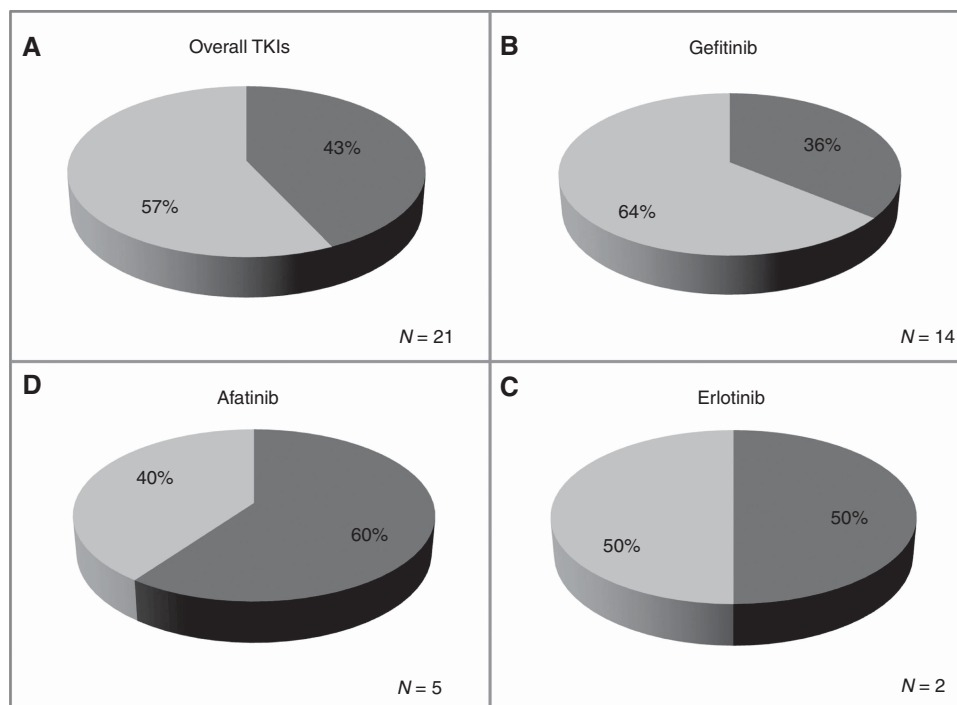 A
Overall TKIs
43%
57%
N = 21
B
Gefitinib
36%
64%
N = 14
D
Afatinib
40%
60%
N = 5
C
Erlotinib
50%
50%
N = 2